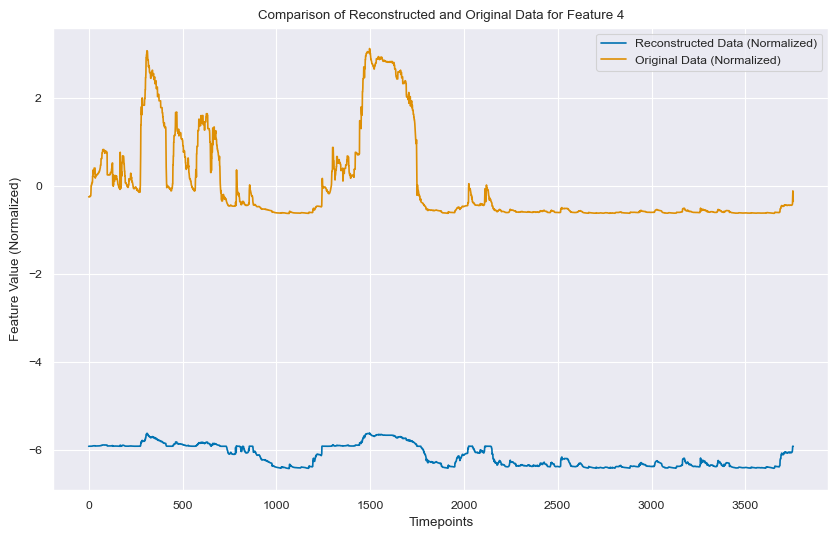 Comparison of Reconstructed and Original Data for Feature 4
Reconstructed Data (Normalized)
Original Data (Normalized)
Feature Value (Normalized)
2
0
−2
−4
−6
0 500 1000 1500 2000 2500 3000 3500
Timepoints